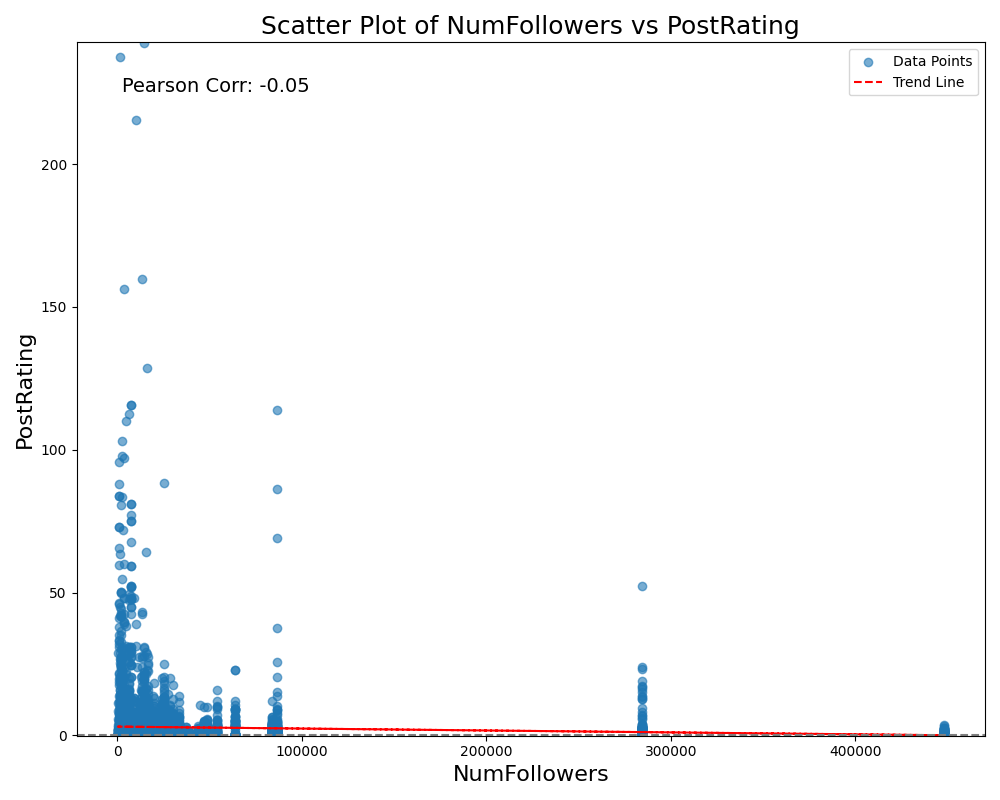 Scatter Plot of NumFollowers vs PostRating
Pearson Corr: -0.05
Data Points
Trend Line
PostRating
200
150
100
50
0
0
100000
200000
300000
400000
NumFollowers